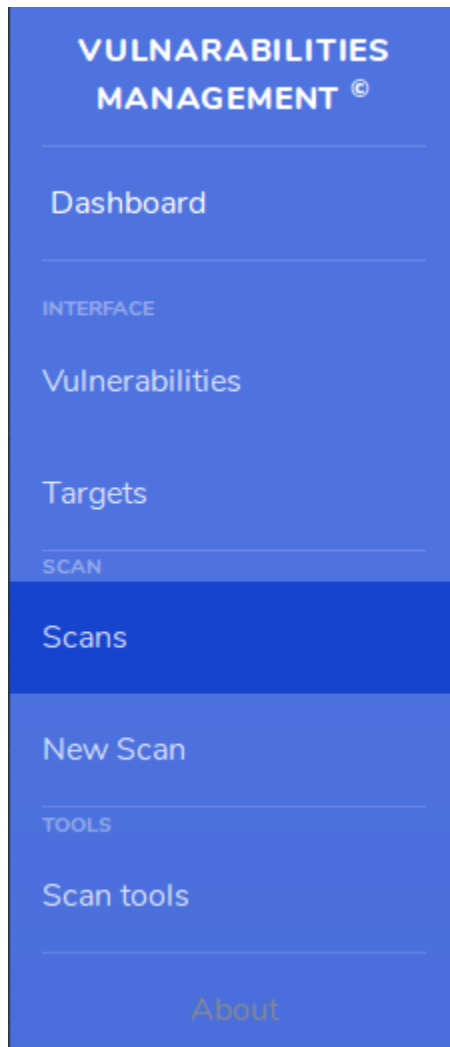 VULNARABILITIES
MANAGEMENT ©
Dashboard
INTERFACE
Vulnerabilities
Targets
SCAN
Scans
New Scan
TOOLS
Scan tools
About